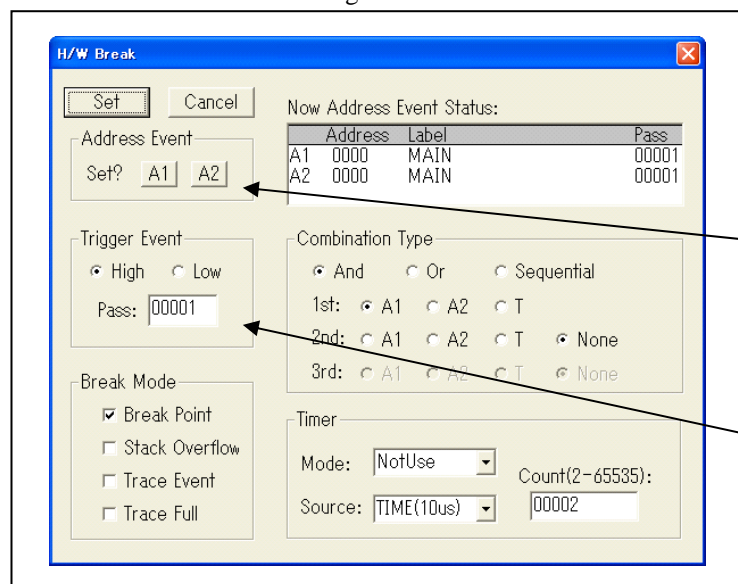 H/W Break
Set Cancel
Now Address Event Status:
Address Label Pass
A1 0000 MAIN 00001
A2 0000 MAIN 00001
Address Event
Set? A1 A2
Trigger Event
High Low
Pass: 00001
Combination Type
And Or Sequential
1st: A1 A2 T
2nd: A1 A2 T None
3rd: A1 A2 T None
Break Mode
Break Point
Stack Overflow
Trace Event
Trace Full
Timer
Mode: NotUse
Count(2-65535):
Source: TIME(10us) 00002